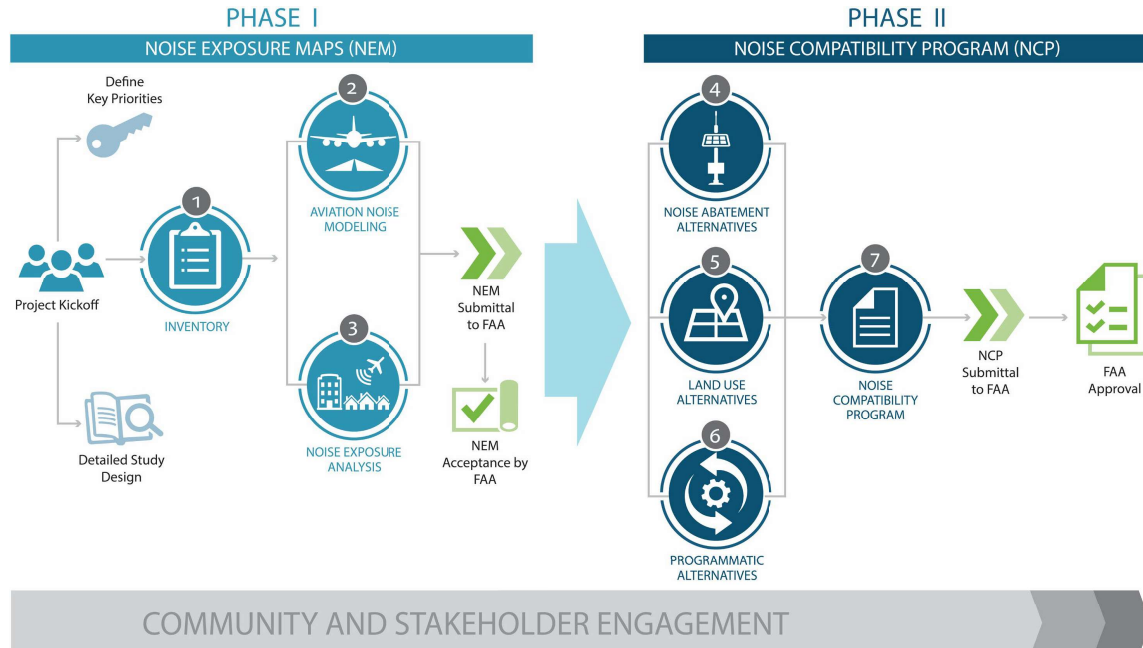 PHASE I
NOISE EXPOSURE MAPS (NEM)
Define
Key Priorities
Project Kickoff
Detailed Study
Design
1
INVENTORY
2
AVIATION NOISE
MODELING
3
NOISE EXPOSURE
ANALYSIS
NEM
Submittal
to FAA
NEM
Acceptance by
FAA
PHASE II
NOISE COMPATIBILITY PROGRAM (NCP)
4
NOISE ABATEMENT
ALTERNATIVES
5
LAND USE
ALTERNATIVES
6
PROGRAMMATIC
ALTERNATIVES
7
NOISE
COMPATIBILITY
PROGRAM
NCP
Submittal
to FAA
FAA
Approval
COMMUNITY AND STAKEHOLDER ENGAGEMENT